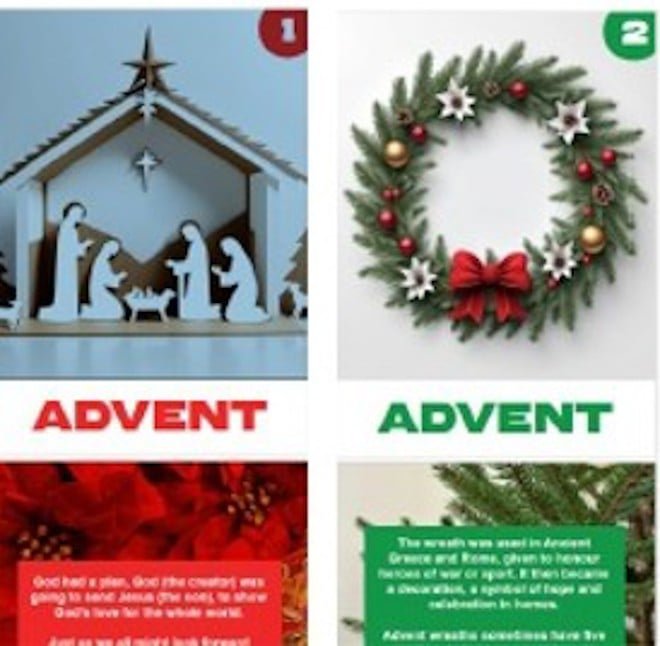 1
ADVENT
God had a plan, God (the creator) was
going to send Jesus (the son), to show
God's love for the whole world.
And as we all might look forward
2
ADVENT
The wreath was used in Ancient
Greece and Rome, given to honour
heroes of war or sport. It then became
a decoration, a symbol of hope and
celebration in homes.
Advent wreaths sometimes have five